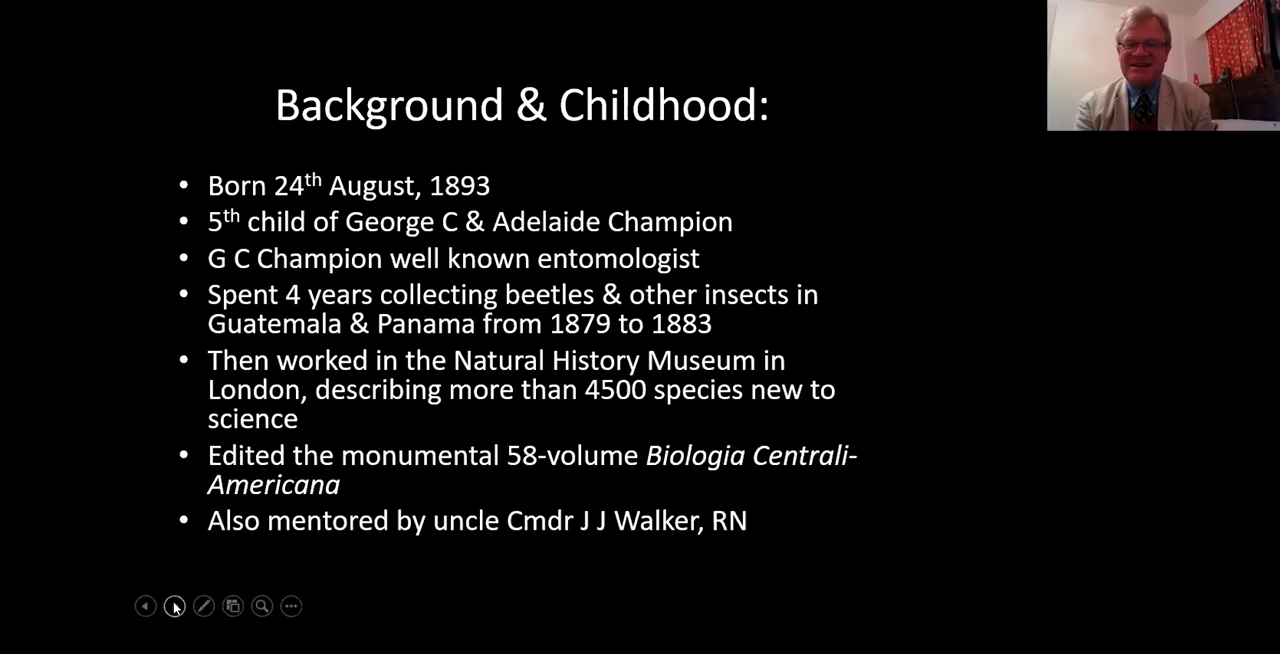 Background & Childhood:
• Born 24th August, 1893
• 5th child of George C & Adelaide Champion
• G C Champion well known entomologist
• Spent 4 years collecting beetles & other insects in
Guatemala & Panama from 1879 to 1883
• Then worked in the Natural History Museum in
London, describing more than 4500 species new to
science
• Edited the monumental 58-volume Biologia Centrali-
Americana
• Also mentored by uncle Cmdr J J Walker, RN